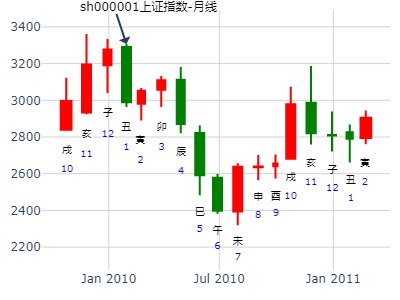 sh000001上证指数-月线
3400
3200
3000
2800
2600
2400
2200
戌
10
亥
11
子
12
丑
1
寅
2
卯
3
辰
4
巳
5
午
6
未
7
申
8
酉
9
戌
10
亥
11
子
12
丑
1
寅
2
Jan 2010
Jul 2010
Jan 2011